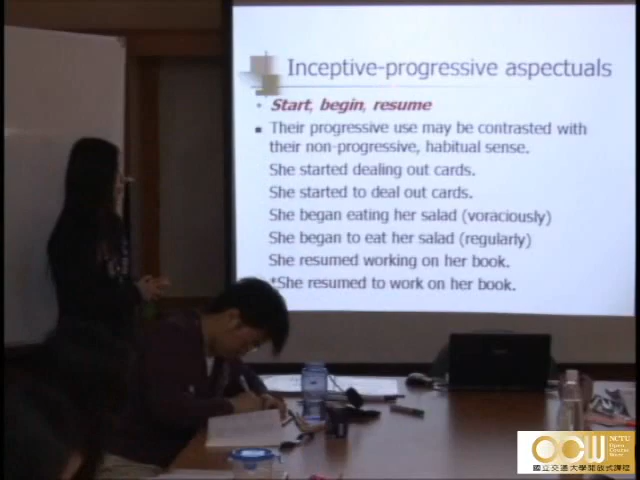 Inceptive-progressive aspectuals
Start, begin, resume
Their progressive use may be contrasted with
their non-progressive, habitual sense.
She started dealing out cards.
She started to deal out cards.
She began eating her salad (voraciously)
She began to eat her salad (regularly)
She resumed working on her book.
*She resumed to work on her book.
OCW
NCTU
Open
Course
Ware
國立交通大學開放式課程